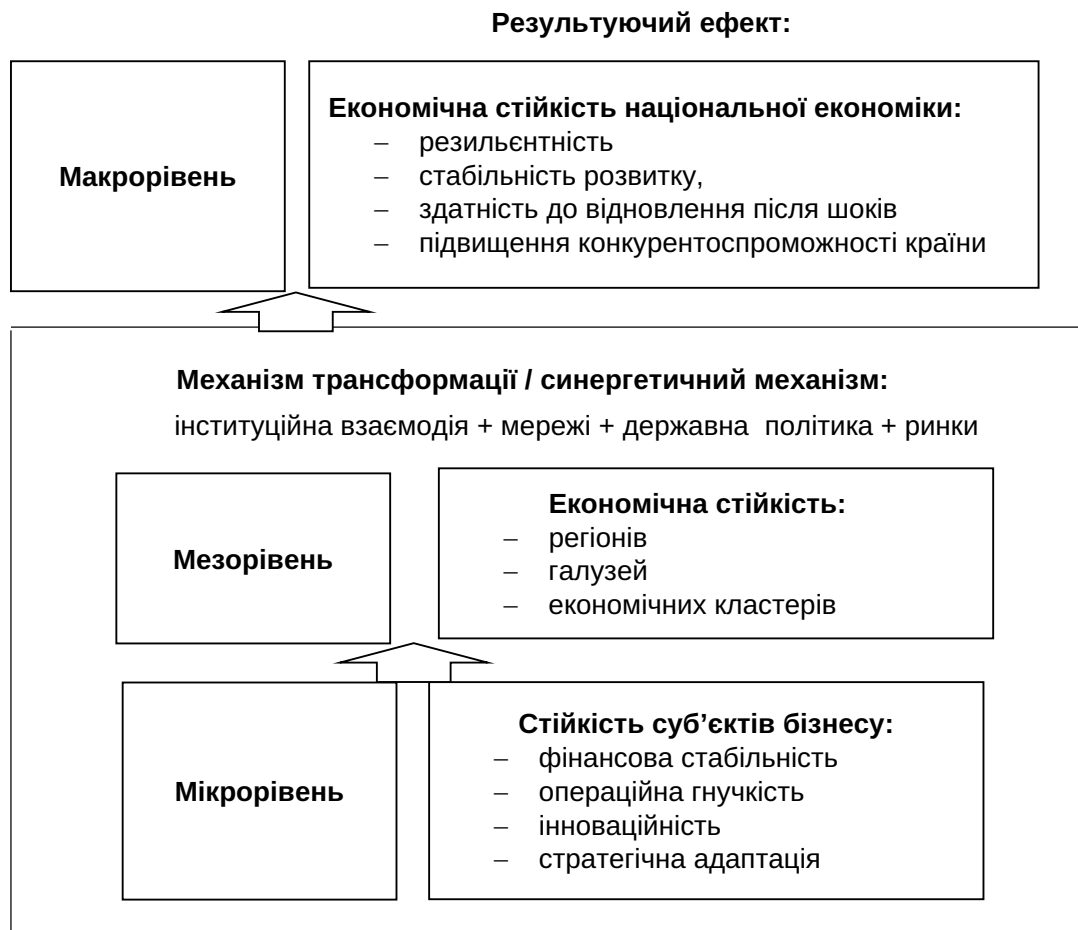 Результуючий ефект:
Макрорівень
Економічна стійкість національної економіки:
– резильєнтність
– стабільність розвитку,
– здатність до відновлення після шоків
– підвищення конкурентоспроможності країни
Механізм трансформації / синергетичний механізм:
інституційна взаємодія + мережі + державна політика + ринки
Мезорівень
Економічна стійкість:
– регіонів
– галузей
– економічних кластерів
Мікрорівень
Стійкість суб’єктів бізнесу:
– фінансова стабільність
– операційна гнучкість
– інноваційність
– стратегічна адаптація